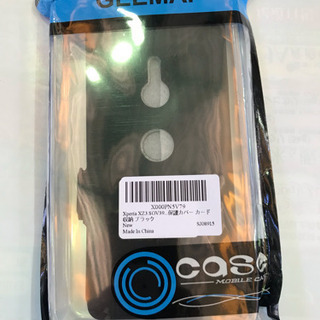 GEEMAI
X000PN5V79
Xperia XZ3 SOV39, 保護カバー カード
収納 ブラック
New
Made In China
case
MOBILE